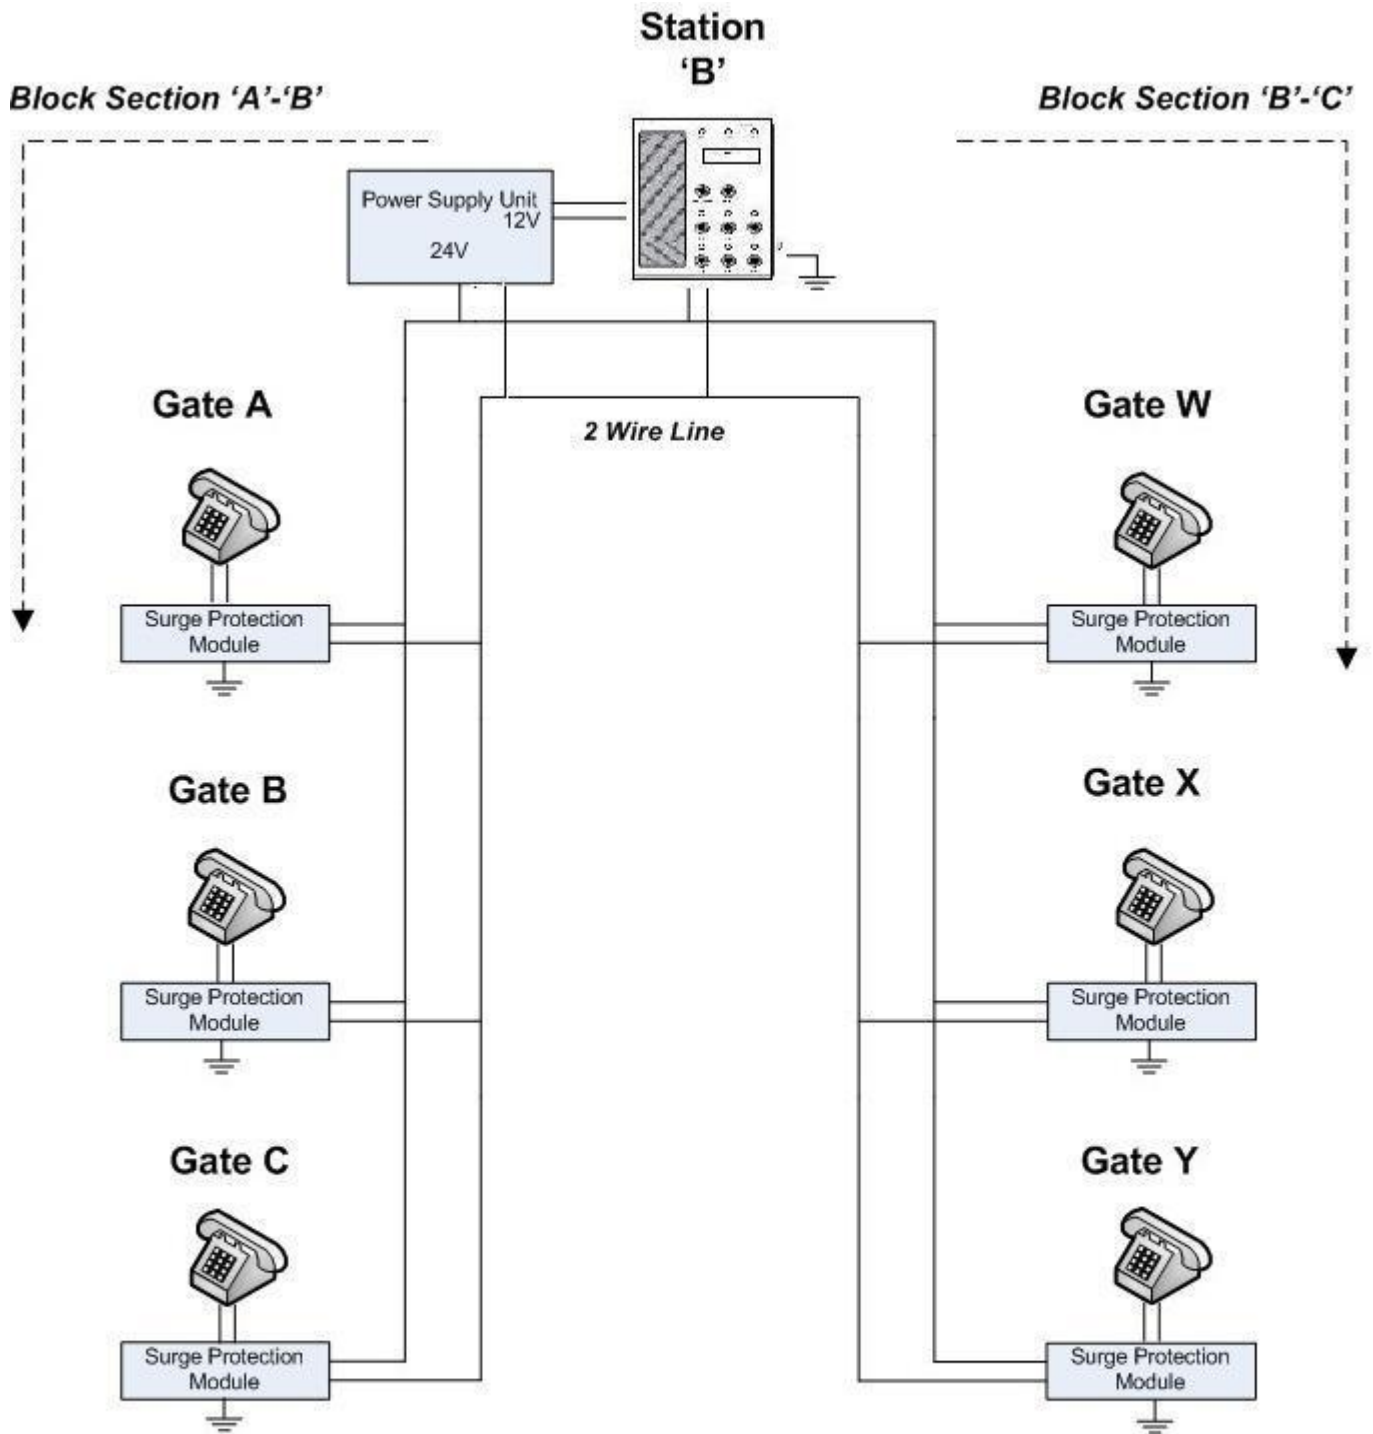 Station
‘B’
Block Section ‘A’-‘B’
Block Section ‘B’-‘C’
Power Supply Unit
12V
24V
Gate A
Gate W
2 Wire Line
Surge Protection
Module
Surge Protection
Module
Gate B
Gate X
Surge Protection
Module
Surge Protection
Module
Gate C
Gate Y
Surge Protection
Module
Surge Protection
Module